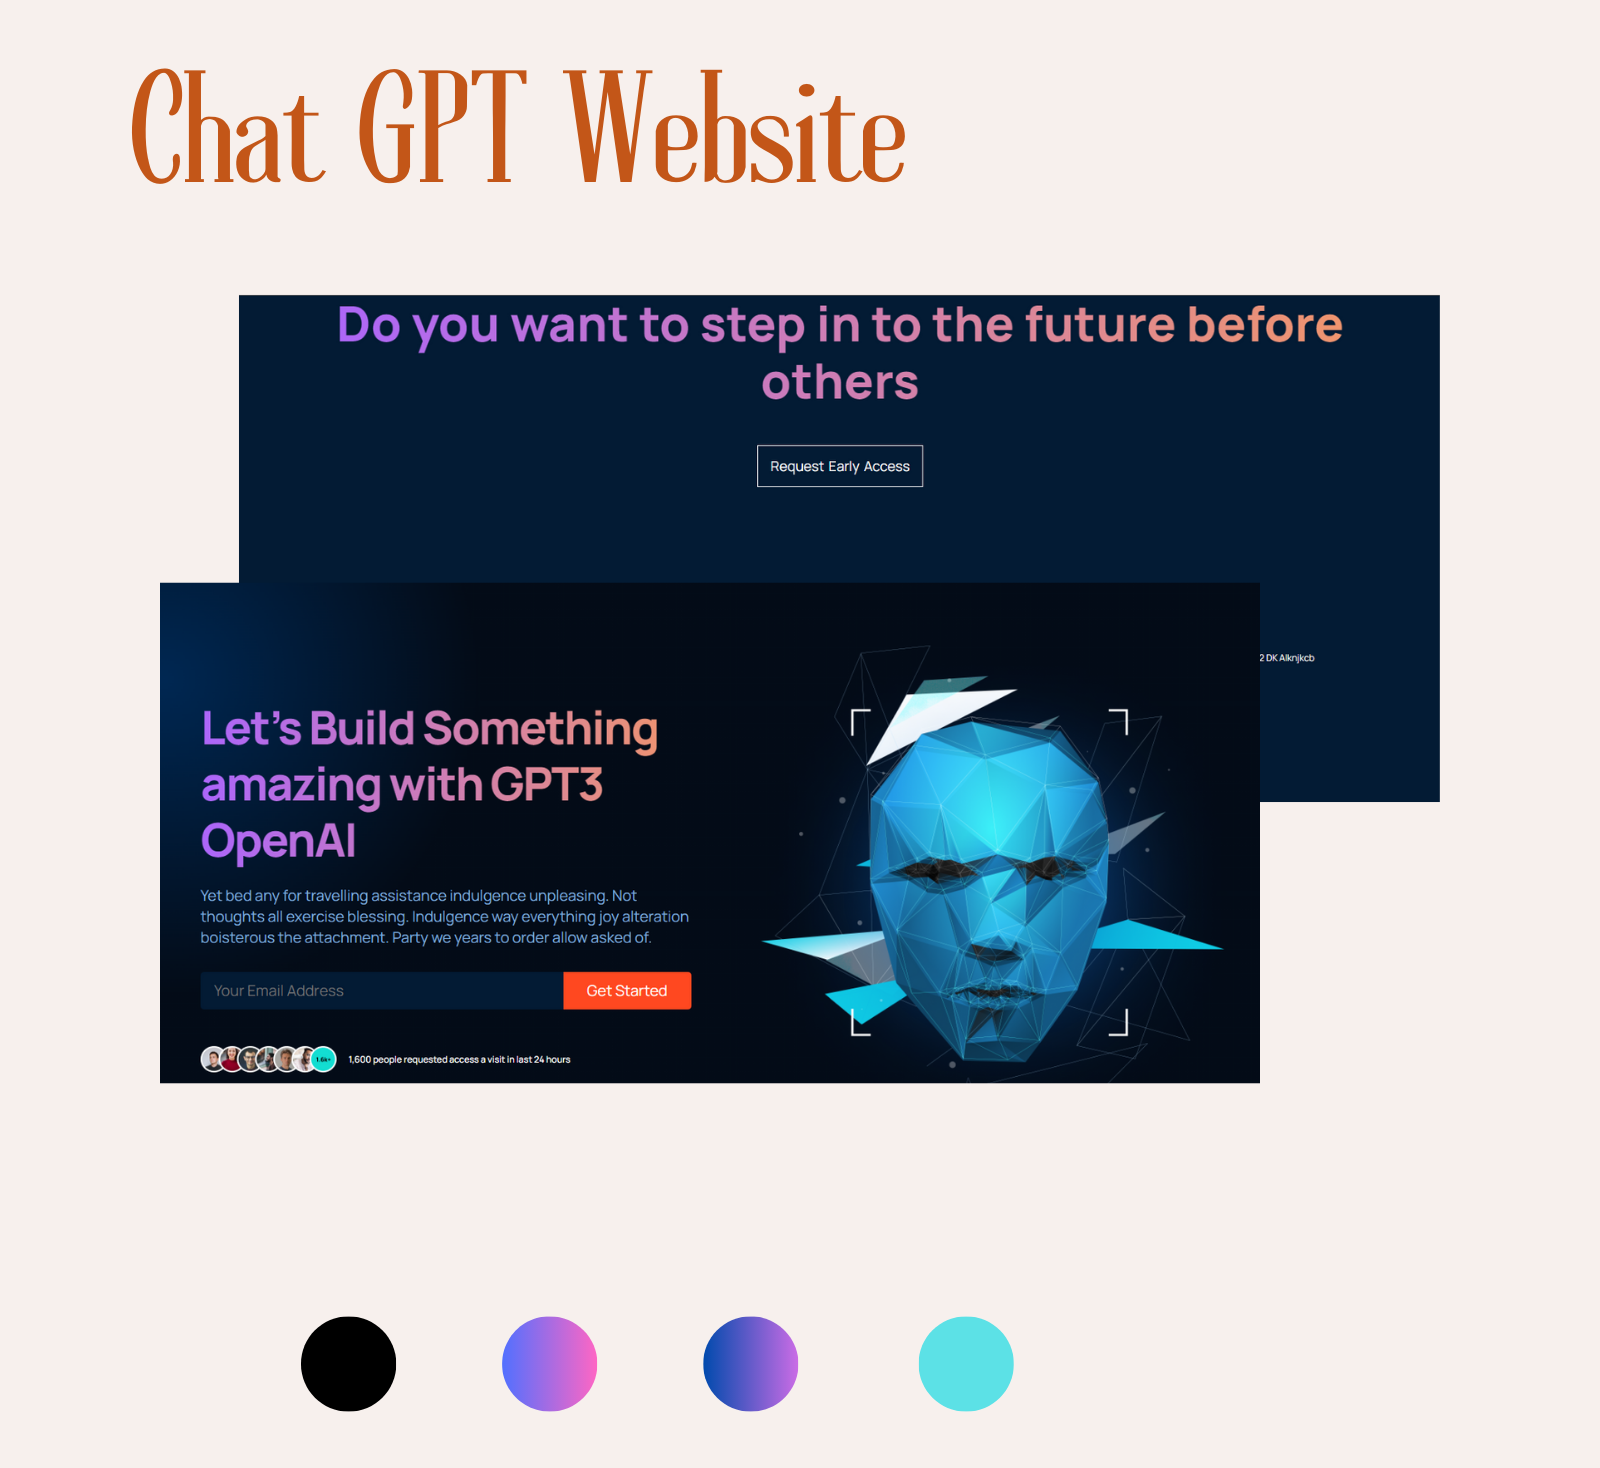 Chat GPT Website
Do you want to step in to the future before
others
Request Early Access
2 DK Alknjkcb
Let's Build Something
amazing with GPT3
OpenAI
Yet bed any for travelling assistance indulgence unpleasing. Not
thoughts all exercise blessing. Indulgence way everything joy alteration
boisterous the attachment. Party we years to order allow asked of.
Your Email Address
Get Started
1.6k+
1,600 people requested access a visit in last 24 hours